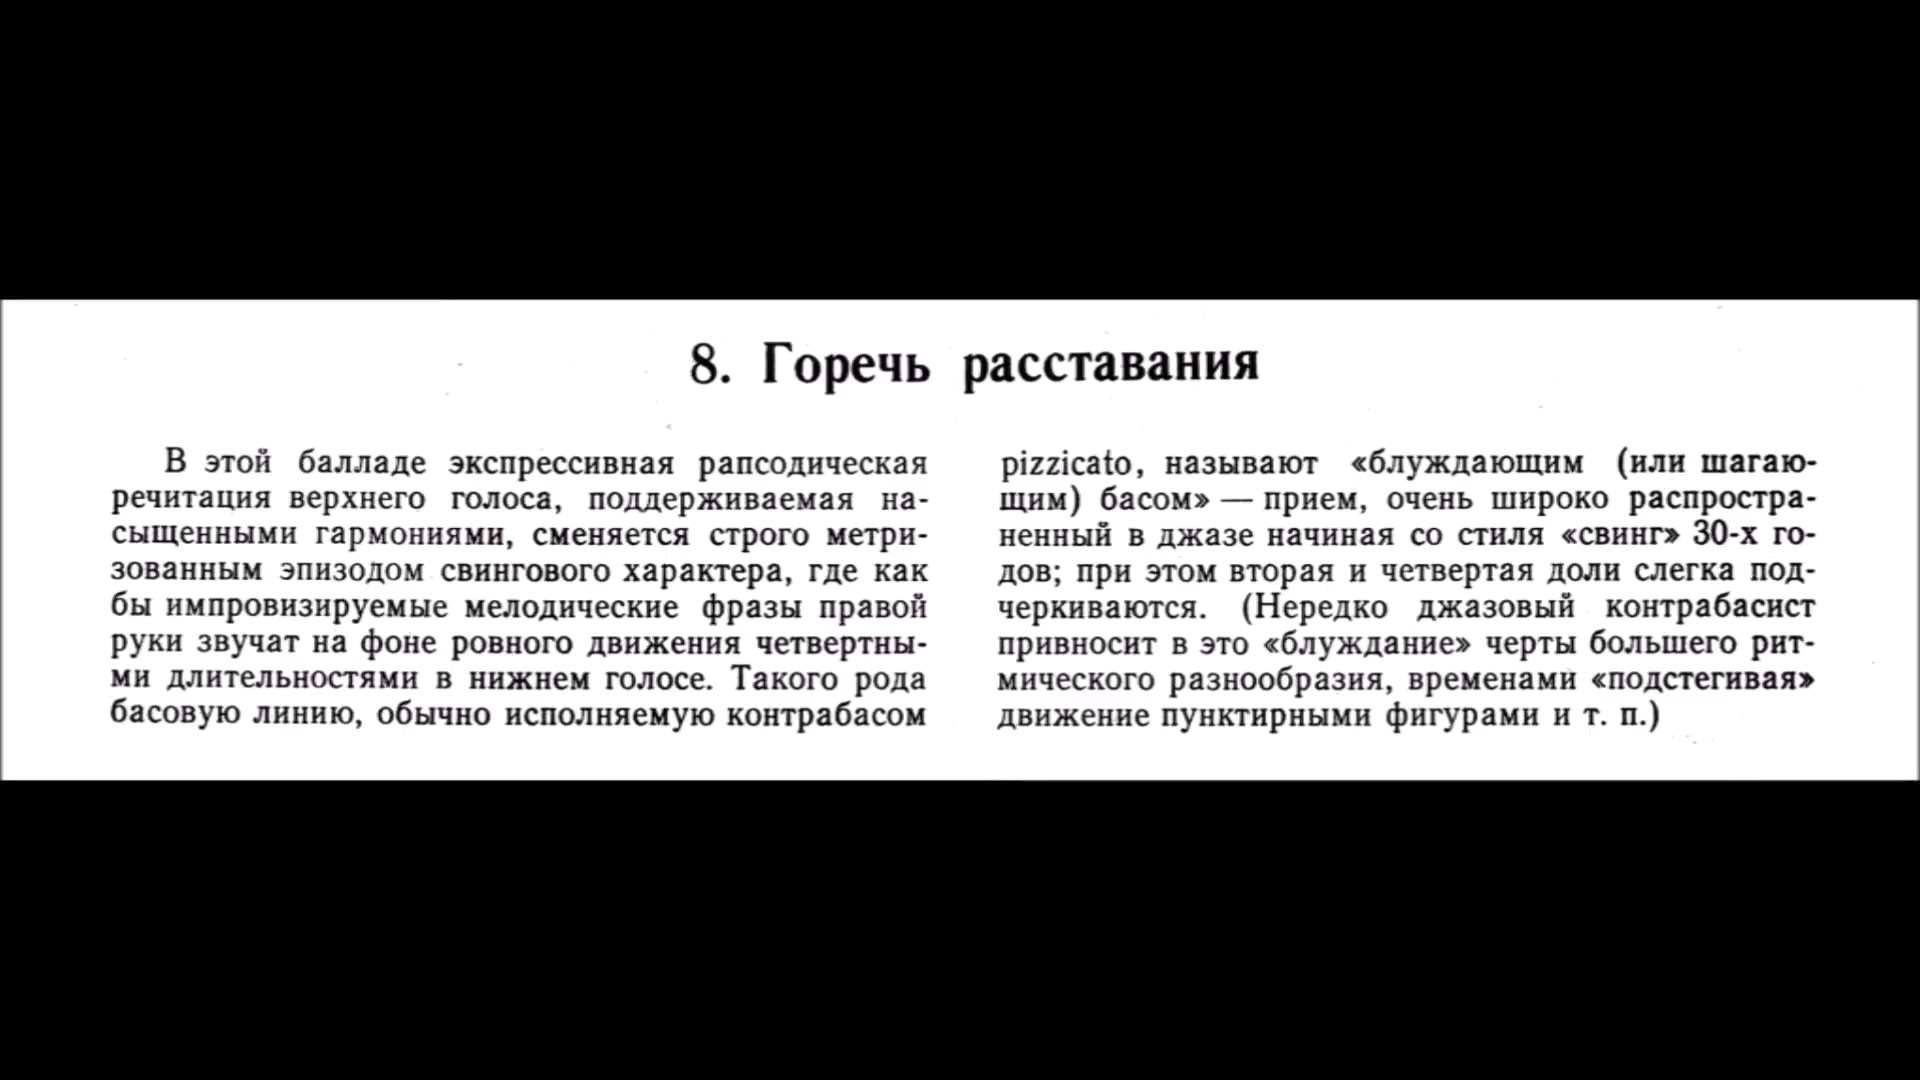 8. Горечь расставания
В этой балладе экспрессивная рапсодическая
речитация верхнего голоса, поддерживаемая на-
сыщенными гармониями, сменяется строго метри-
зованным эпизодом свингового характера, где как
бы импровизируемые мелодические фразы правой
руки звучат на фоне ровного движения четвертны-
ми длительностями в нижнем голосе. Такого рода
басовую линию, обычно исполняемую контрабасом
pizzicato, называют «блуждающим (или шагаю-
щим) басом» — прием, очень широко распростра-
ненный в джазе начиная со стиля «свинг» 30-х го-
дов; при этом вторая и четвертая доли слегка под-
черкиваются. (Нередко джазовый контрабасист
привносит в это «блуждание» черты большего рит-
мического разнообразия, временами «подстегивая»
движение пунктирными фигурами и т. п.)